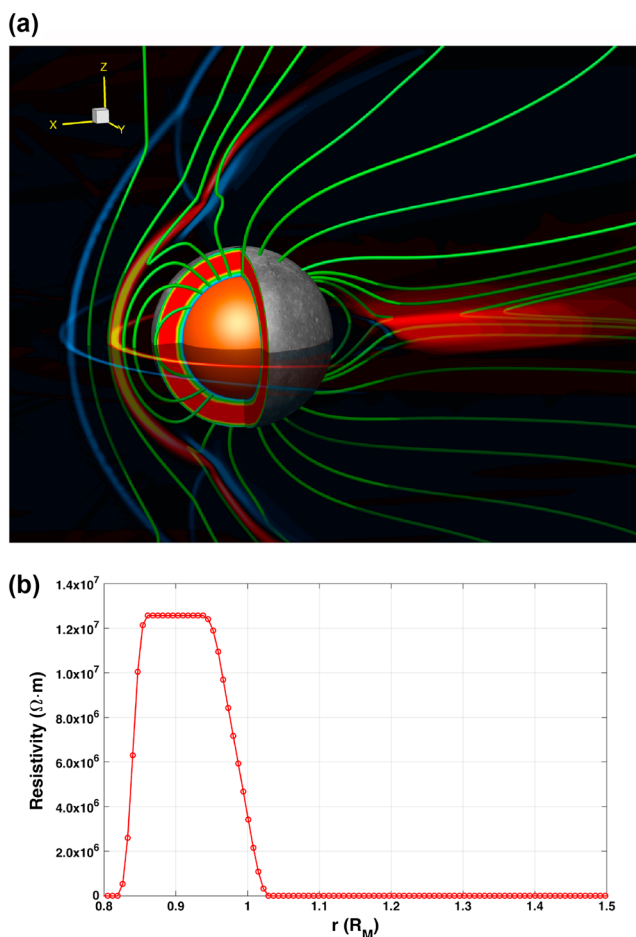 (a)
Z
X
Y
(b)
Resistivity (Ω·m)
1.4x10⁷
1.2x10⁷
1.0x10⁷
8.0x10⁶
6.0x10⁶
4.0x10⁶
2.0x10⁶
0
0.8 0.9 1 1.1 1.2 1.3 1.4 1.5
r (R_M)